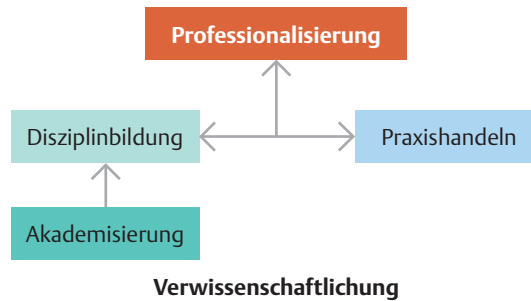 Professionalisierung
Disziplinbildung
Praxishandeln
Akademisierung
Verwissenschaftlichung